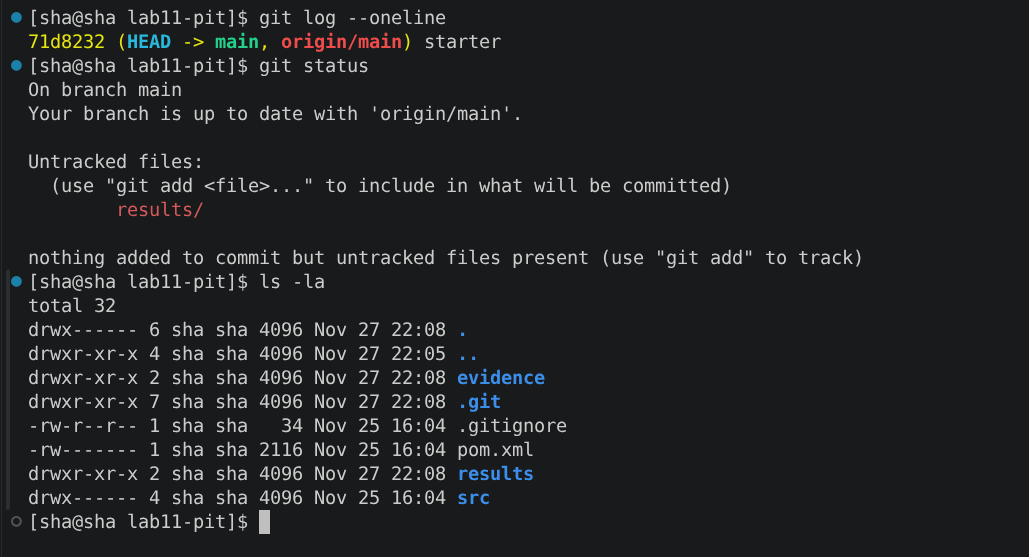 [sha@sha lab11-pit]$ git log --oneline
71d8232 (HEAD -> main, origin/main) starter
[sha@sha lab11-pit]$ git status
On branch main
Your branch is up to date with 'origin/main'.
Untracked files:
  (use "git add <file>..." to include in what will be committed)
        results/
nothing added to commit but untracked files present (use "git add" to track)
[sha@sha lab11-pit]$ ls -la
total 32
drwx------ 6 sha sha 4096 Nov 27 22:08 .
drwxr-xr-x 4 sha sha 4096 Nov 27 22:05 ..
drwxr-xr-x 2 sha sha 4096 Nov 27 22:08 evidence
drwxr-xr-x 7 sha sha 4096 Nov 27 22:08 .git
-rw-r--r-- 1 sha sha   34 Nov 25 16:04 .gitignore
-rw------- 1 sha sha 2116 Nov 25 16:04 pom.xml
drwxr-xr-x 2 sha sha 4096 Nov 27 22:08 results
drwx------ 4 sha sha 4096 Nov 25 16:04 src
[sha@sha lab11-pit]$